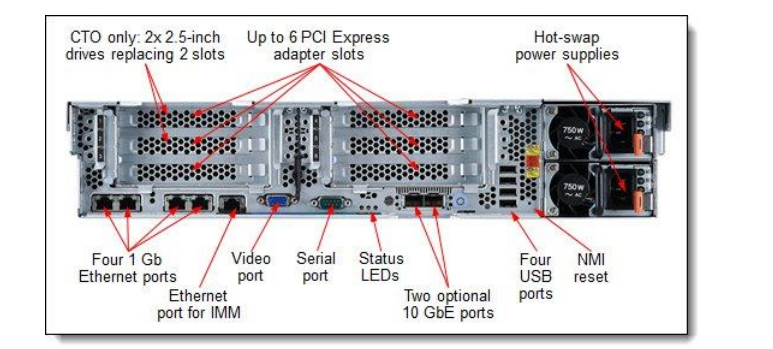 CTO only: 2x 2.5-inch
drives replacing 2 slots
Up to 6 PCI Express
adapter slots
Hot-swap
power supplies
750W
AC
750W
AC
Four 1 Gb
Ethernet ports
Ethernet
port for IMM
Video
port
Serial
port
Status
LEDs
Two optional
10 GbE ports
Four
USB
ports
NMI
reset